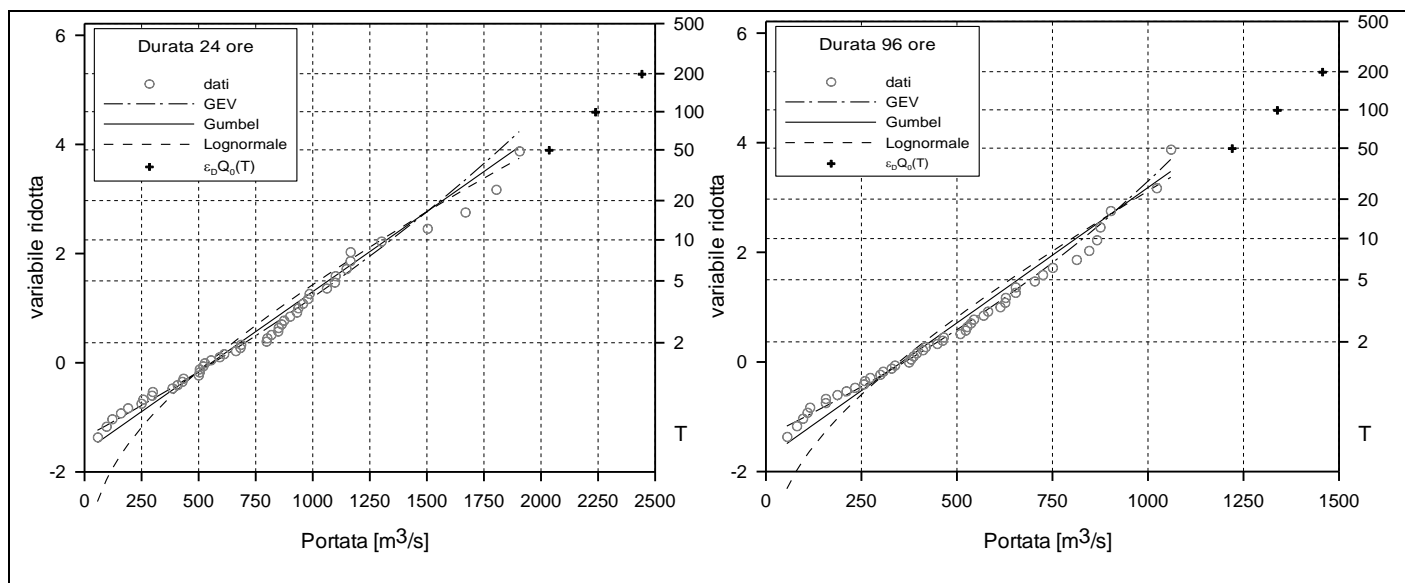 Durata 24 ore
dati
GEV
Gumbel
Lognormale
εDQ0(T)
variabile ridotta
6
4
2
0
-2
500
200
100
50
20
10
5
2
T
0 250 500 750 1000 1250 1500 1750 2000 2250 2500
Portata [m³/s]
Durata 96 ore
dati
GEV
Gumbel
Lognormale
εDQ0(T)
variabile ridotta
6
4
2
0
-2
500
200
100
50
20
10
5
2
T
0 250 500 750 1000 1250 1500
Portata [m³/s]